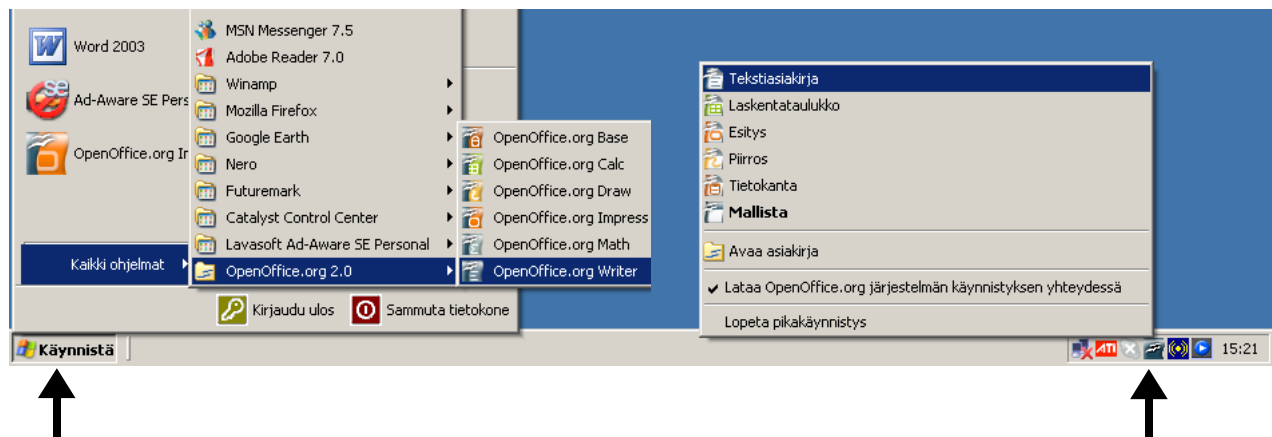 Word 2003
Ad-Aware SE Pers
OpenOffice.org Ir
Kaikki ohjelmat
MSN Messenger 7.5
Adobe Reader 7.0
Winamp
Mozilla Firefox
Google Earth
Nero
Futuremark
Catalyst Control Center
Lavasoft Ad-Aware SE Personal
OpenOffice.org 2.0
OpenOffice.org Base
OpenOffice.org Calc
OpenOffice.org Draw
OpenOffice.org Impress
OpenOffice.org Math
OpenOffice.org Writer
Kirjaudu ulos
Sammuta tietokone
Tekstiasiakirja
Laskentataulukko
Esitys
Piirros
Tietokanta
Mallista
Avaa asiakirja
Lataa OpenOffice.org järjestelmän käynnistyksen yhteydessä
Lopeta pikakäynnistys
Käynnistä
ATI
15:21